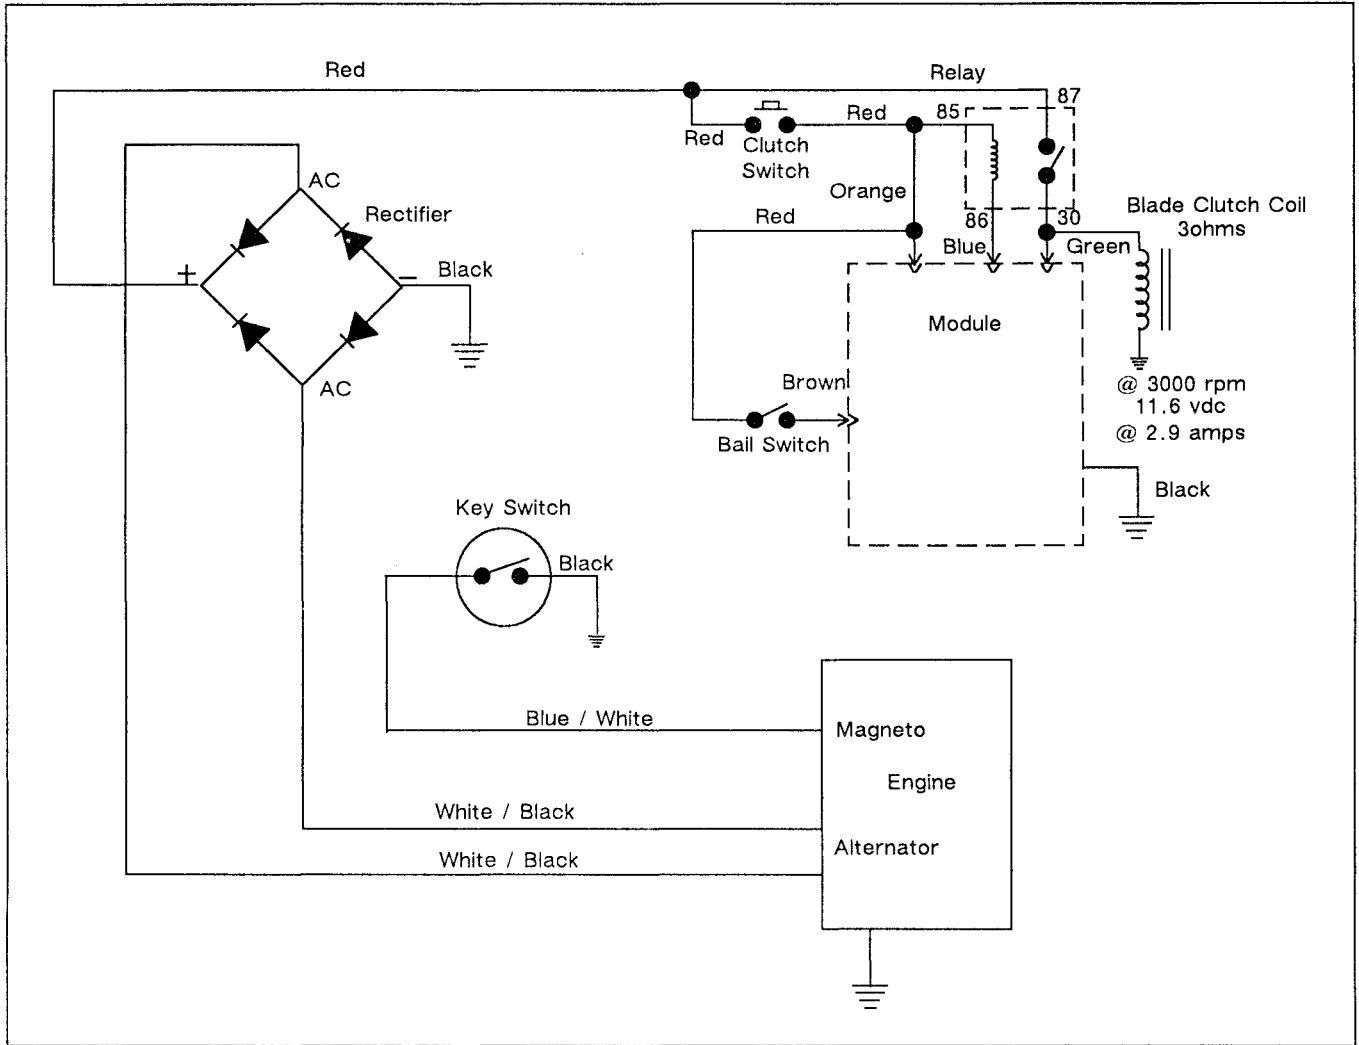 Red
Relay
87
85
Red
Red
Clutch
Switch
AC
Orange
Rectifier
Red
86
30
Blade Clutch Coil
3ohms
Blue
Green
+
−
Black
Module
AC
Brown
@ 3000 rpm
11.6 vdc
@ 2.9 amps
Bail Switch
Black
Key Switch
Black
Blue / White
Magneto
Engine
White / Black
Alternator
White / Black